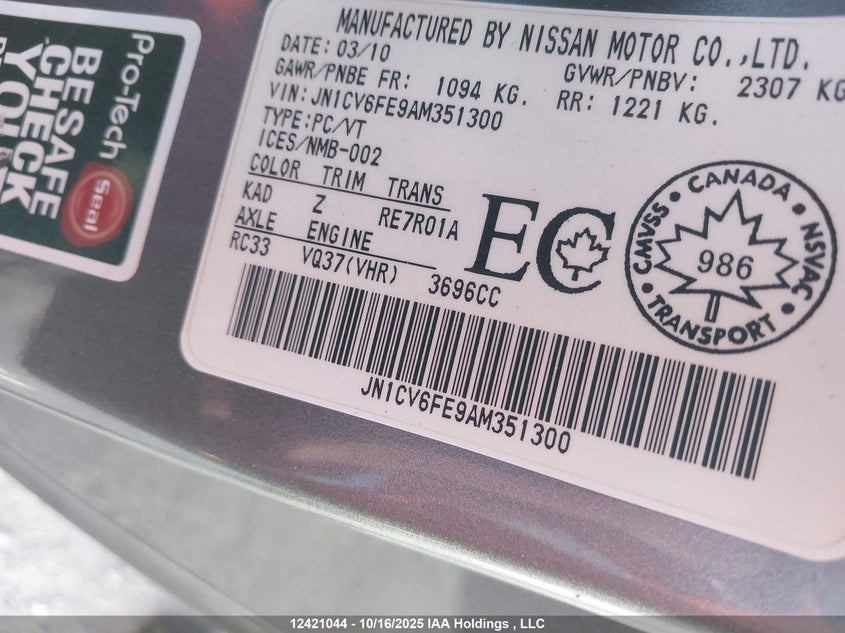 MANUFACTURED BY NISSAN MOTOR CO.,LTD.
DATE: 03/10
GVWR/PNBV: 2307 KG
GAWR/PNBE FR: 1094 KG. RR: 1221 KG.
VIN: JN1CV6FE9AM351300
TYPE: PC/VT
ICES/NMB-002
COLOR TRIM TRANS
KAD Z RE7R01A
AXLE ENGINE
RC33 VQ37(VHR) 3696CC
EC
CANADA
CMVSS
NSVAC
986
TRANSPORT
JN1CV6FE9AM351300
Pro-Tech
Seal
BE SAFE
CHECK
YOU
12421044 - 10/16/2025 IAA Holdings , LLC